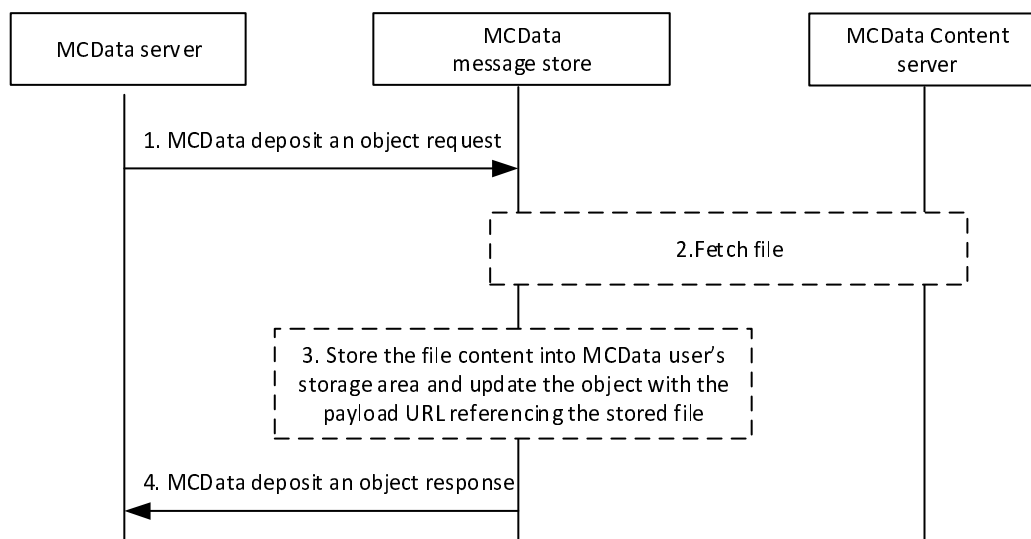 MCData server
MCData
message store
MCData Content
server
1. MCData deposit an object request
2.Fetch file
3. Store the file content into MCData user’s
storage area and update the object with the
payload URL referencing the stored file
4. MCData deposit an object response